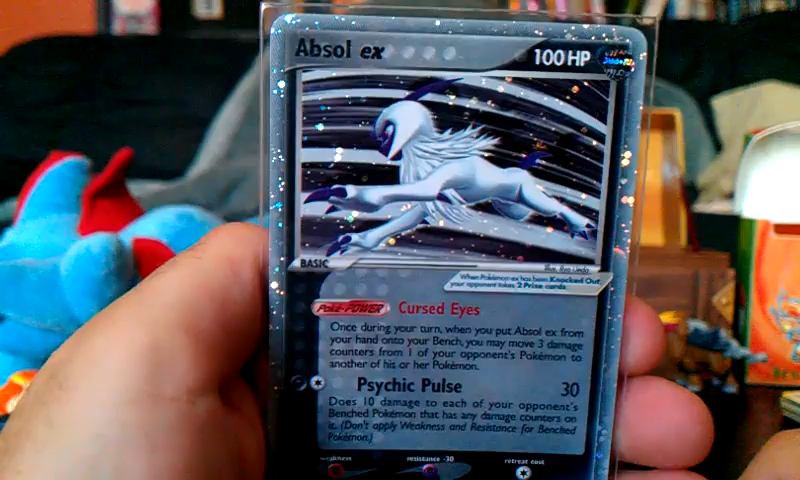 Absol ex 100 HP
BASIC
Illus. Ryo Ueda
When Pokémon-ex has been Knocked Out,
your opponent takes 2 Prize cards.
Poké-POWER Cursed Eyes
Once during your turn, when you put Absol ex from
your hand onto your Bench, you may move 3 damage
counters from 1 of your opponent's Pokémon to
another of his or her Pokémon.
Psychic Pulse 30
Does 10 damage to each of your opponent's
Benched Pokémon that has any damage counters on
it. (Don't apply Weakness and Resistance for Benched
Pokémon.)
weakness resistance -30 retreat cost